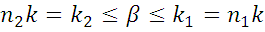 n₂k = k₂ ≤ β ≤ k₁ = n₁k